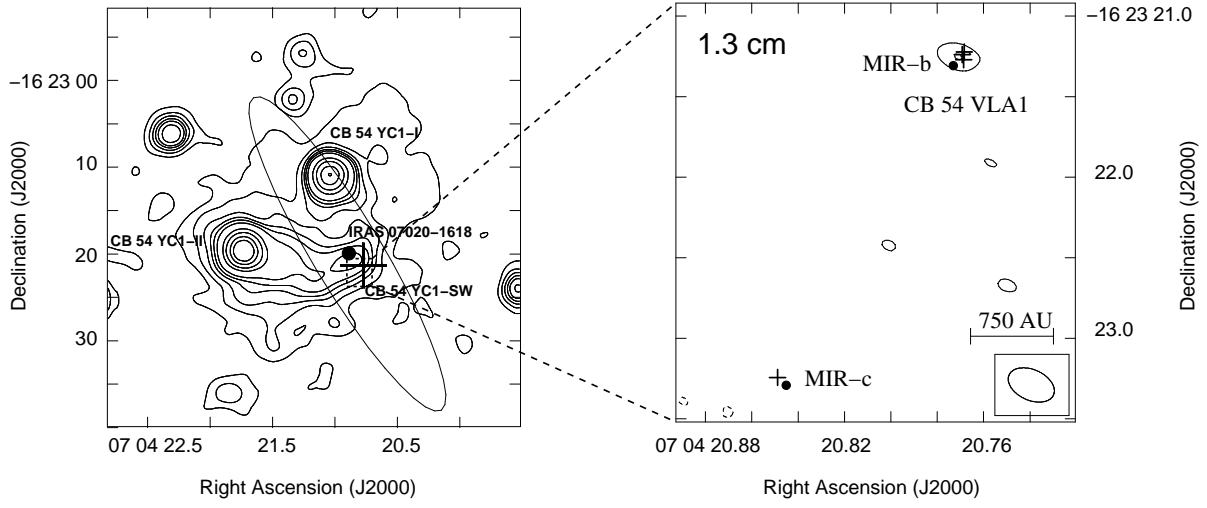 −16 23 00
10
20
30
Declination (J2000)
CB 54 YC1−I
CB 54 YC1−II
IRAS 07020−1618
CB 54 YC1−SW
07 04 22.5
21.5
20.5
Right Ascension (J2000)
1.3 cm
MIR−b
CB 54 VLA1
750 AU
MIR−c
−16 23 21.0
22.0
23.0
Declination (J2000)
07 04 20.88
20.82
20.76
Right Ascension (J2000)